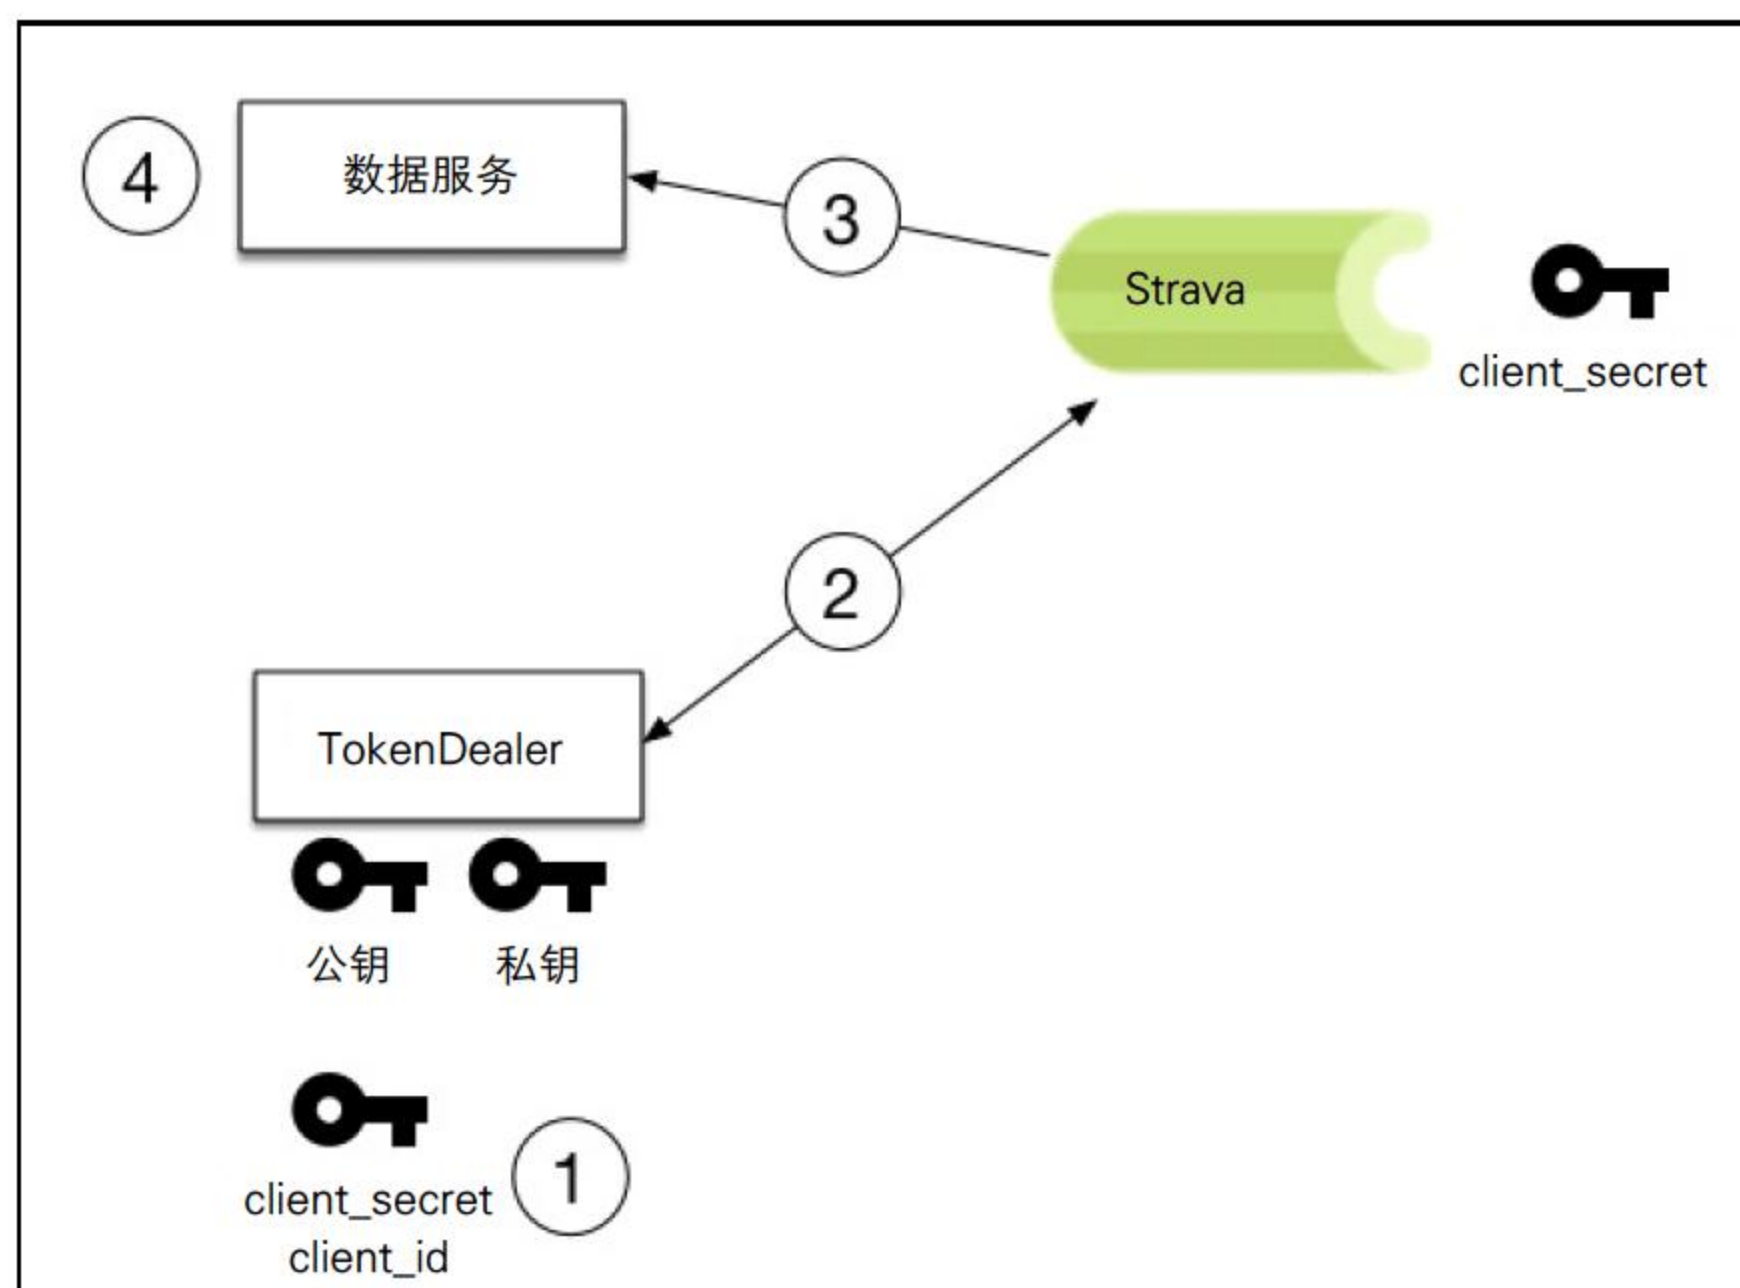 4
数据服务
3
Strava
client_secret
2
TokenDealer
公钥
私钥
client_secret
client_id
1